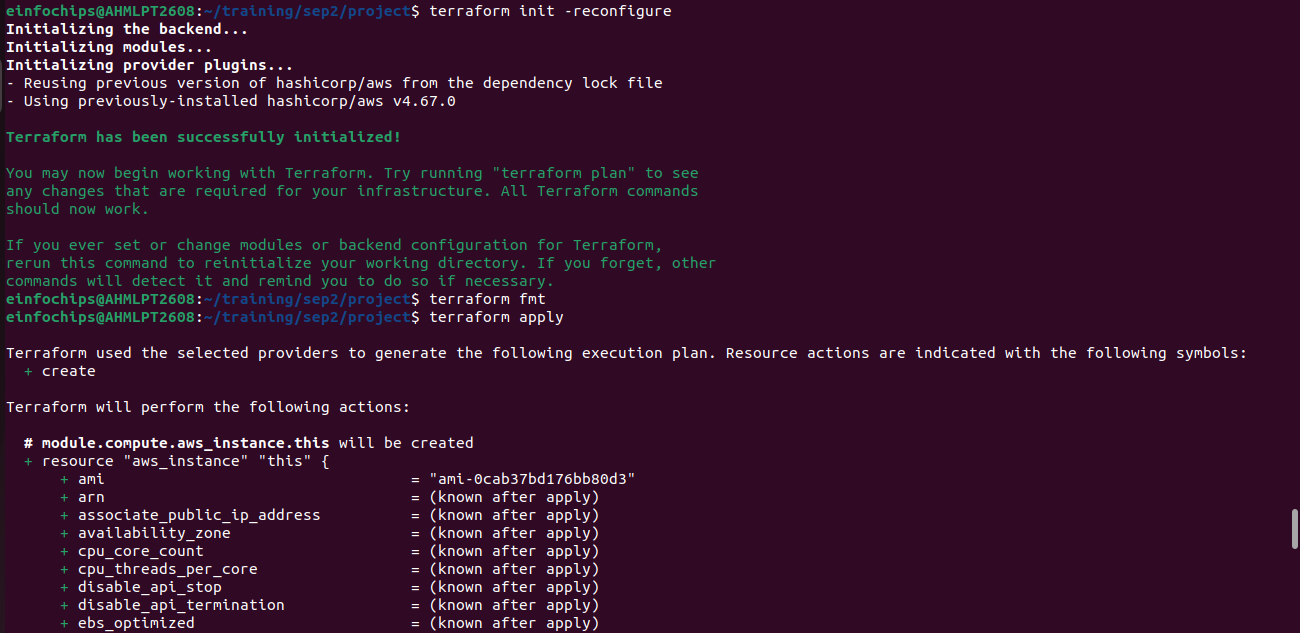 einfochips@AHMLPT2608:~/training/sep2/project$ terraform init -reconfigure
Initializing the backend...
Initializing modules...
Initializing provider plugins...
- Reusing previous version of hashicorp/aws from the dependency lock file
- Using previously-installed hashicorp/aws v4.67.0

Terraform has been successfully initialized!

You may now begin working with Terraform. Try running "terraform plan" to see
any changes that are required for your infrastructure. All Terraform commands
should now work.

If you ever set or change modules or backend configuration for Terraform,
rerun this command to reinitialize your working directory. If you forget, other
commands will detect it and remind you to do so if necessary.
einfochips@AHMLPT2608:~/training/sep2/project$ terraform fmt
einfochips@AHMLPT2608:~/training/sep2/project$ terraform apply

Terraform used the selected providers to generate the following execution plan. Resource actions are indicated with the following symbols:
  + create

Terraform will perform the following actions:

  # module.compute.aws_instance.this will be created
  + resource "aws_instance" "this" {
      + ami                                  = "ami-0cab37bd176bb80d3"
      + arn                                  = (known after apply)
      + associate_public_ip_address          = (known after apply)
      + availability_zone                    = (known after apply)
      + cpu_core_count                       = (known after apply)
      + cpu_threads_per_core                 = (known after apply)
      + disable_api_stop                     = (known after apply)
      + disable_api_termination              = (known after apply)
      + ebs_optimized                        = (known after apply)